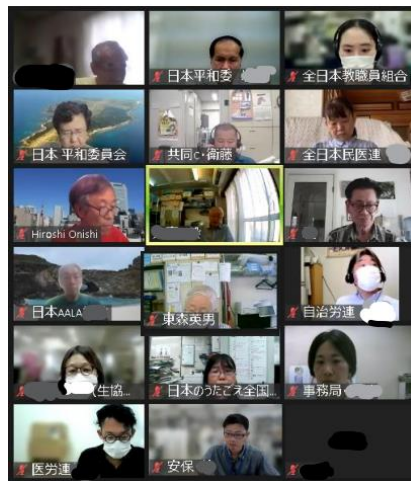 日本平和委
全日本教職員組合
日本 平和委員会
共同c・衛藤
全日本民医連
Hiroshi Onishi
日本AALA
東森英男
自治労連
(生協...
日本のうたごえ全国...
事務局・
医労連
安保